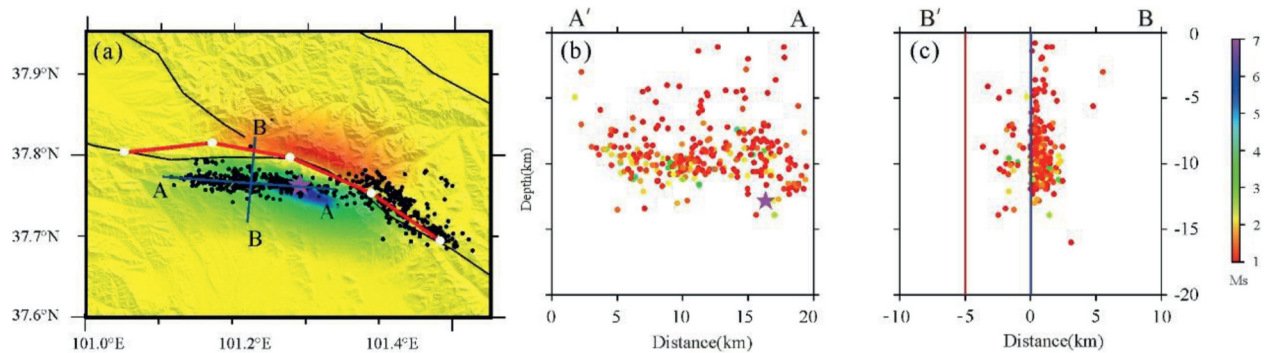 (a)
37.9°N
37.8°N
37.7°N
37.6°N
101.0°E
101.2°E
101.4°E
B`
A
A`
B
A′
A
(b)
Depth(km)
0
5
10
15
20
Distance(km)
B′
B
(c)
0
-5
-10
-15
-20
-10
-5
0
5
10
Distance(km)
7
6
5
4
3
2
1
Ms